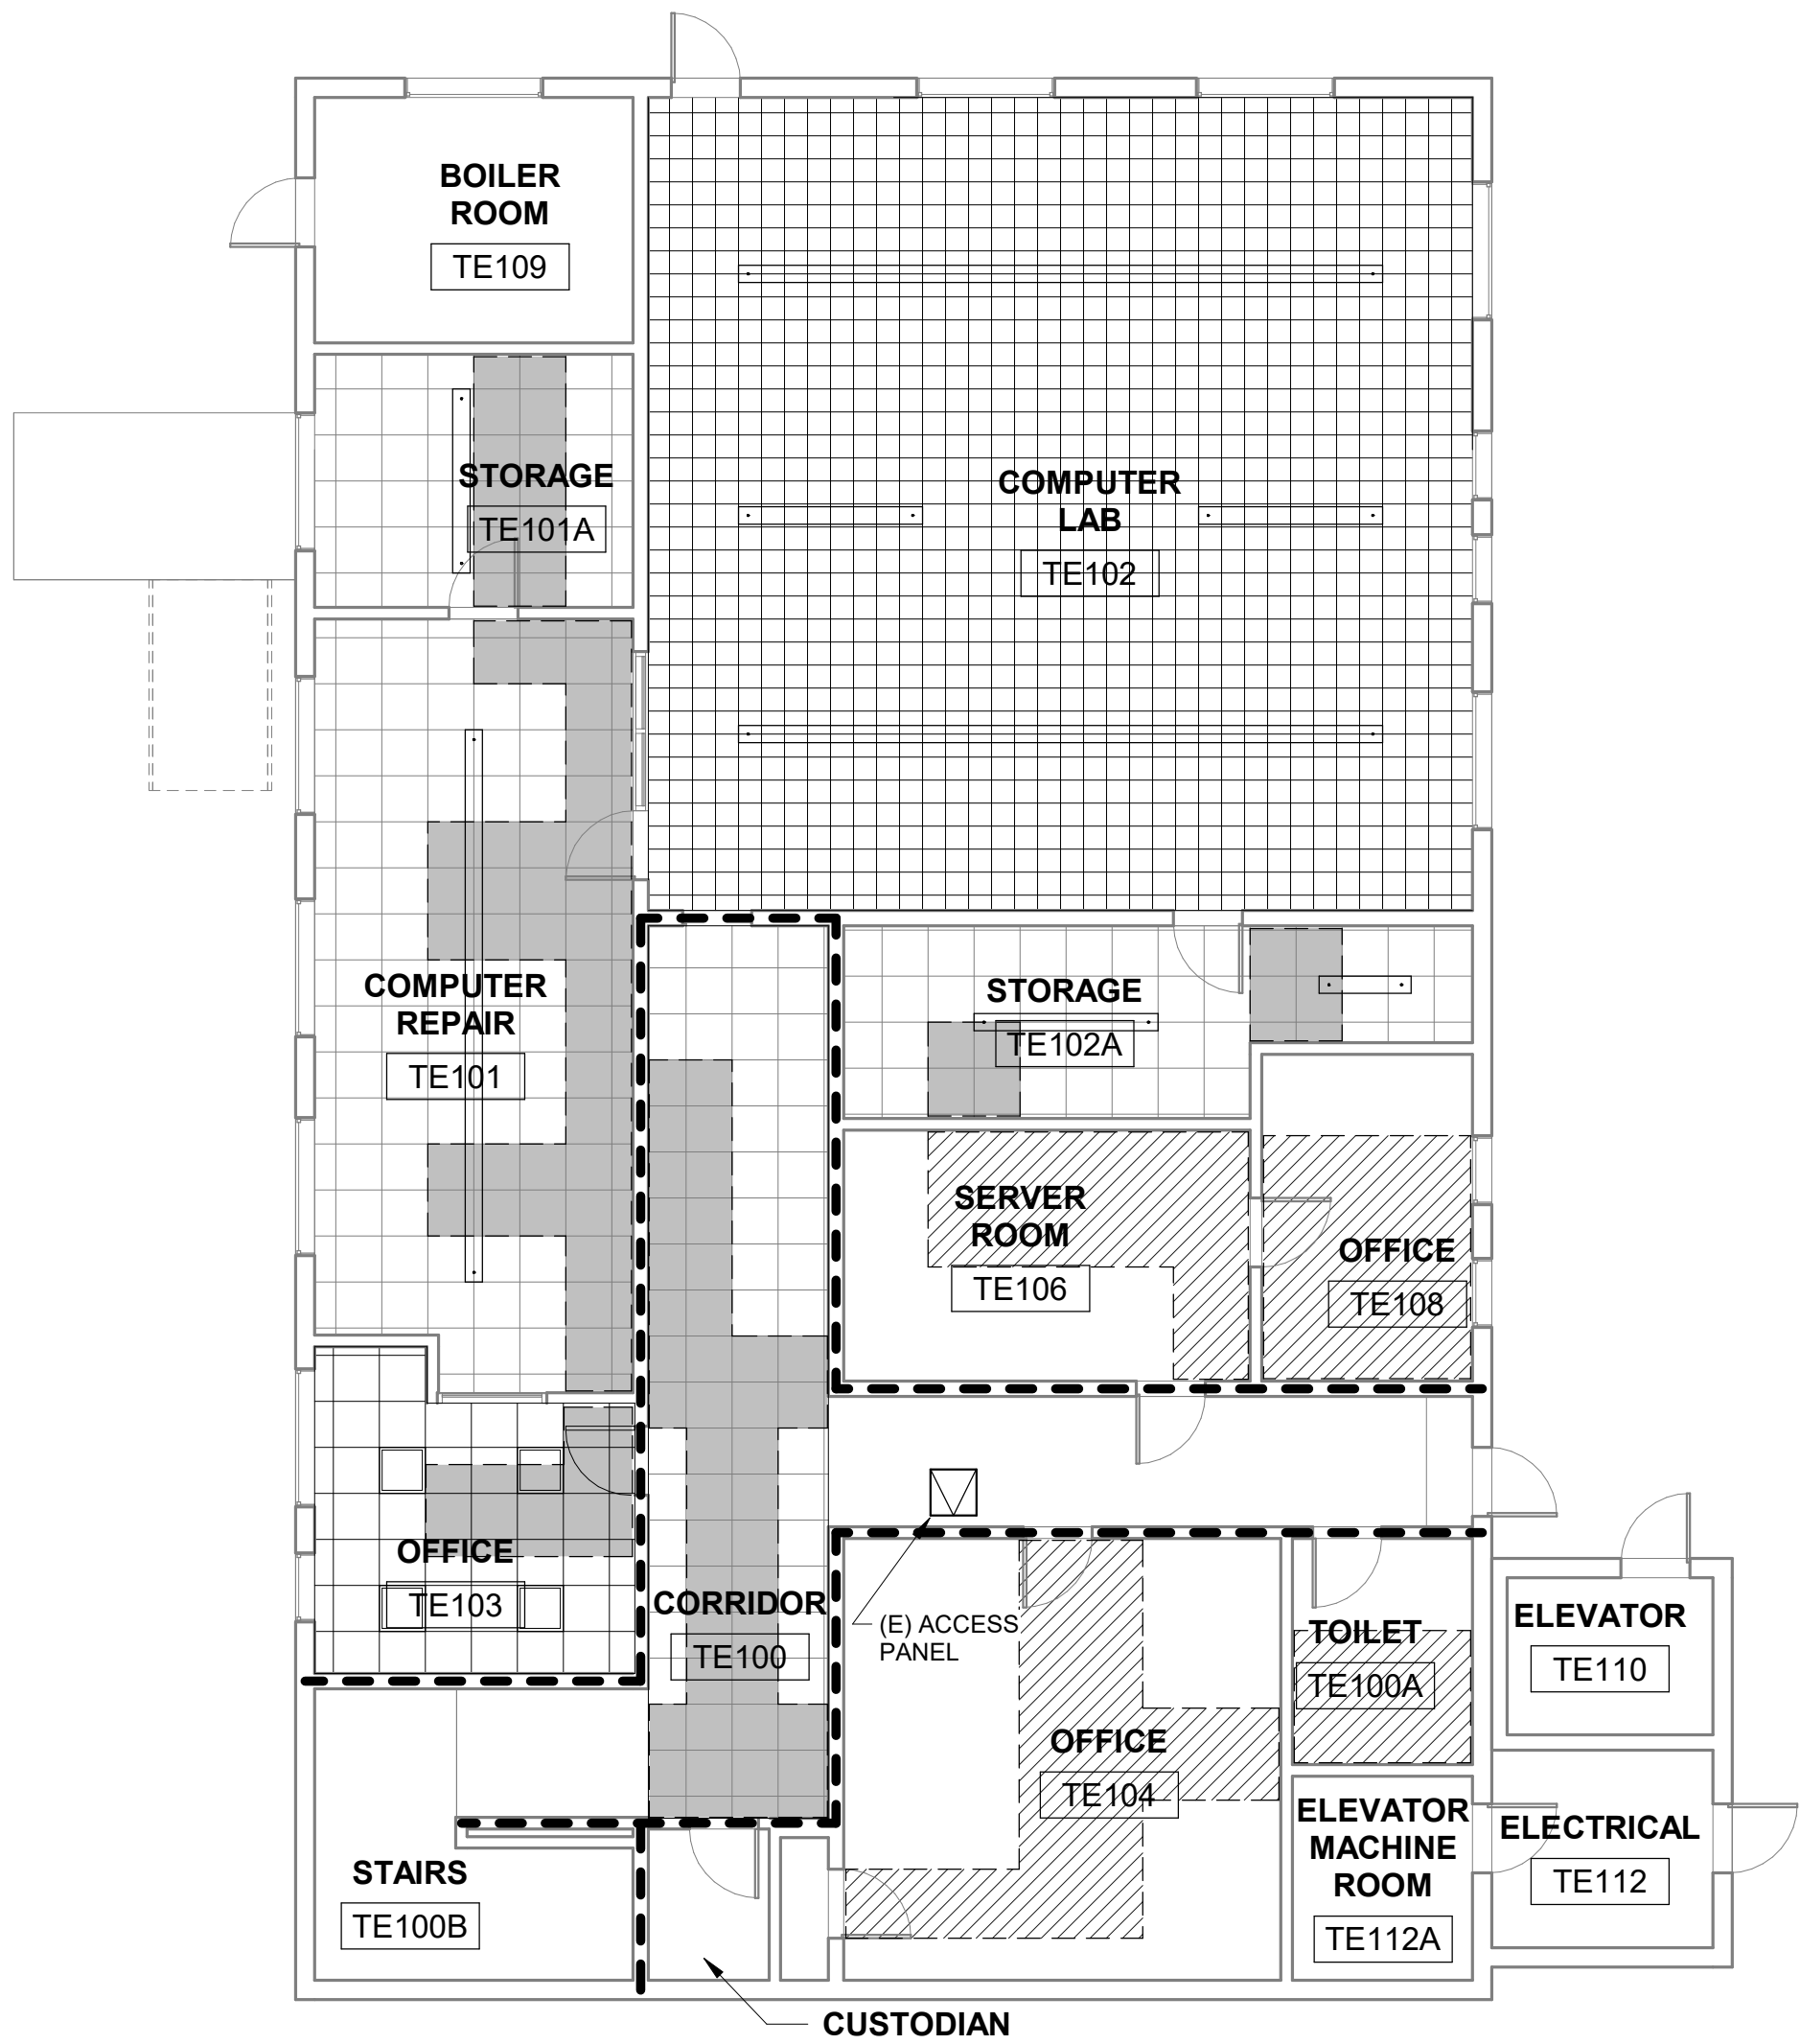 BOILER
ROOM
TE109
STORAGE
TE101A
COMPUTER
LAB
TE102
COMPUTER
REPAIR
TE101
STORAGE
TE102A
SERVER
ROOM
TE106
OFFICE
TE108
OFFICE
TE103
CORRIDOR
TE100
(E) ACCESS
PANEL
OFFICE
TE104
TOILET
TE100A
ELEVATOR
TE110
ELEVATOR
MACHINE
ROOM
TE112A
ELECTRICAL
TE112
STAIRS
TE100B
CUSTODIAN